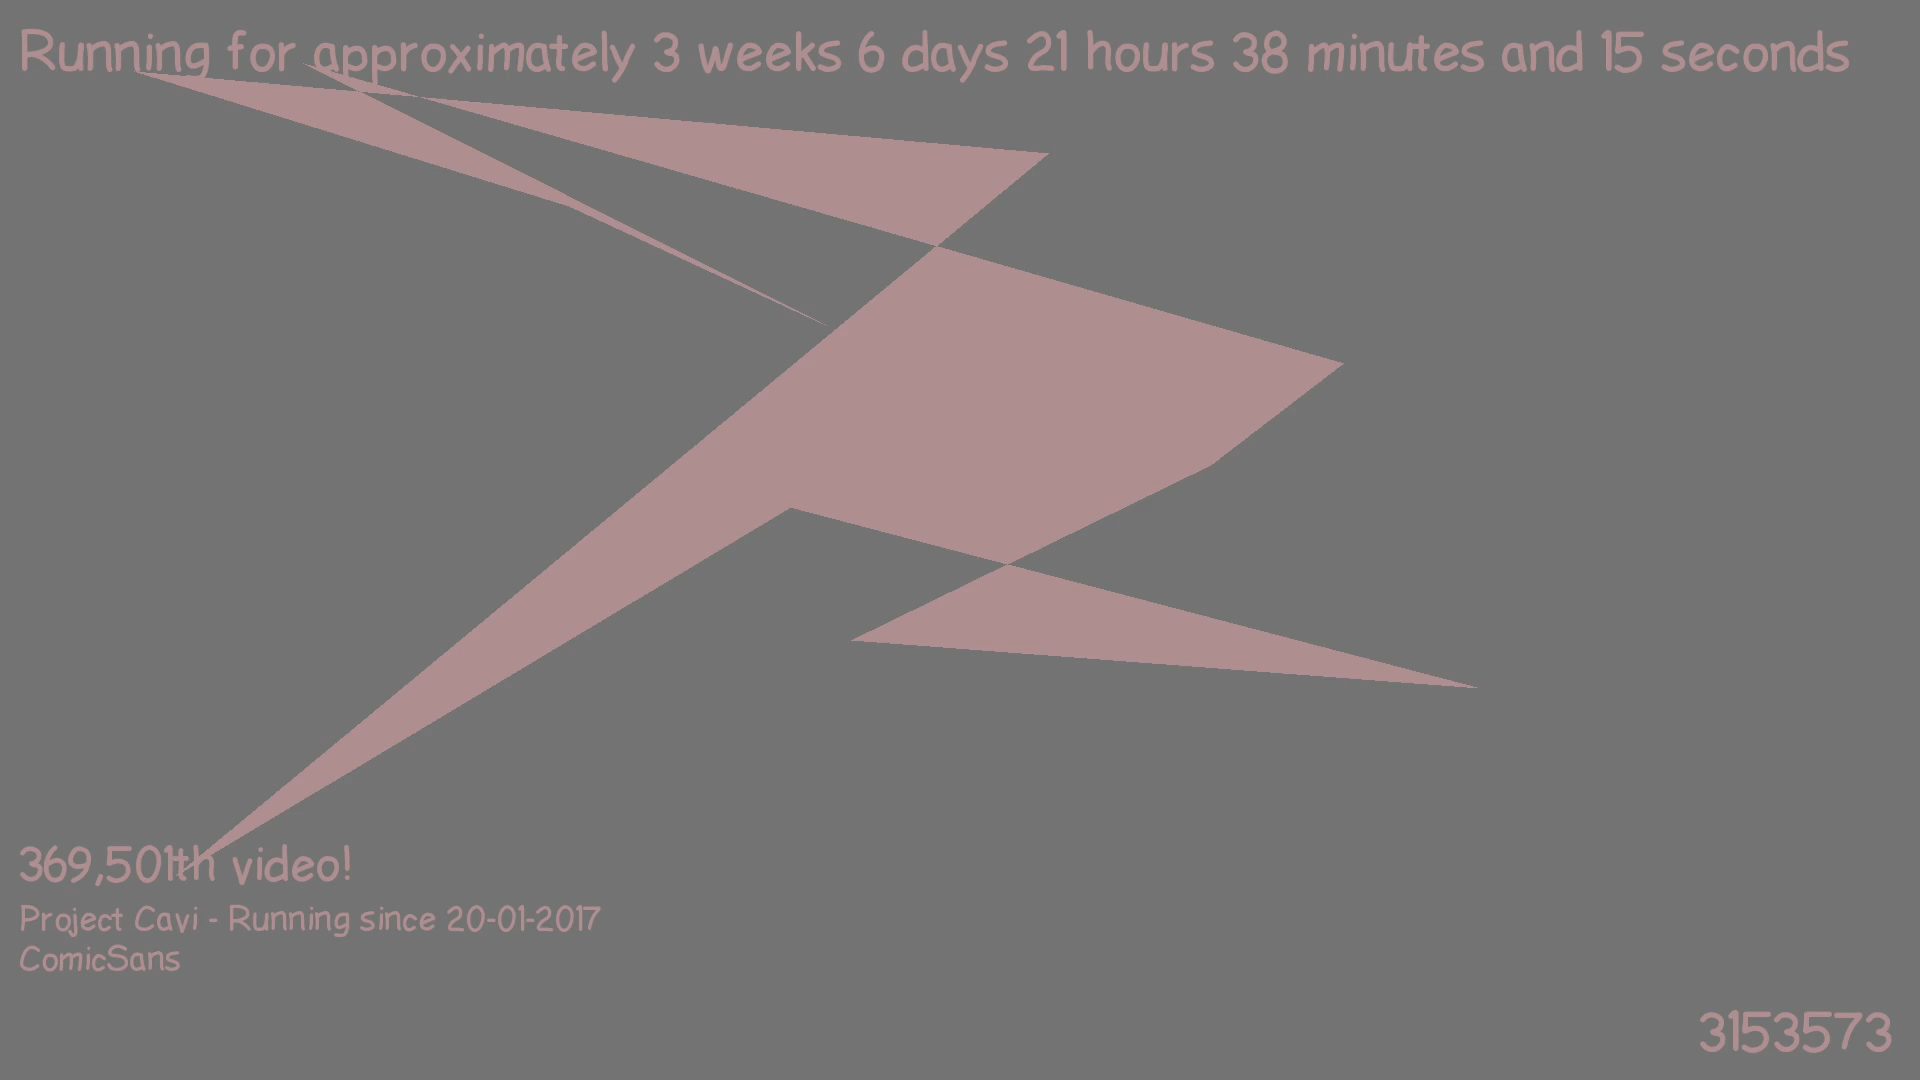 Running for approximately 3 weeks 6 days 21 hours 38 minutes and 15 seconds
369,501th video!
Project Cavi - Running since 20-01-2017
ComicSans
3153573